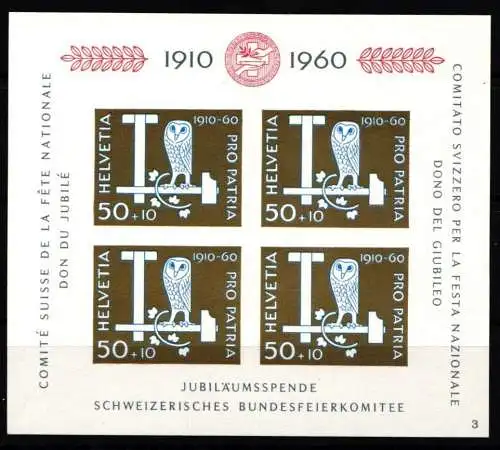 1910 1960
COMITÉ SUISSE DE LA FÊTE NATIONALE
DON DU JUBILÉ
HELVETIA
1910-60
PRO PATRIA
50+10
HELVETIA
1910-60
PRO PATRIA
50+10
HELVETIA
1910-60
PRO PATRIA
50+10
HELVETIA
1910-60
PRO PATRIA
50+10
COMITATO SVIZZERO PER LA FESTA NAZIONALE
DONO DEL GIUBILEO
JUBILÄUMSSPENDE
SCHWEIZERISCHES BUNDESFEIERKOMITEE
3